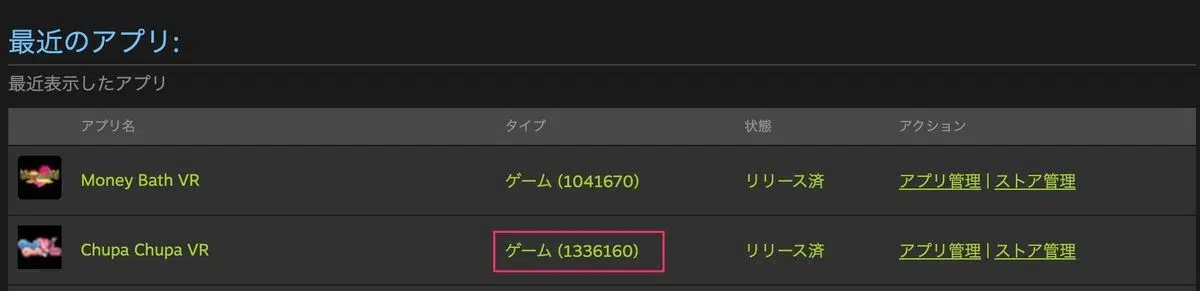 最近のアプリ:
最近表示したアプリ
アプリ名 タイプ 状態 アクション
Money Bath VR ゲーム (1041670) リリース済 アプリ管理 | ストア管理
Chupa Chupa VR ゲーム (1336160) リリース済 アプリ管理 | ストア管理